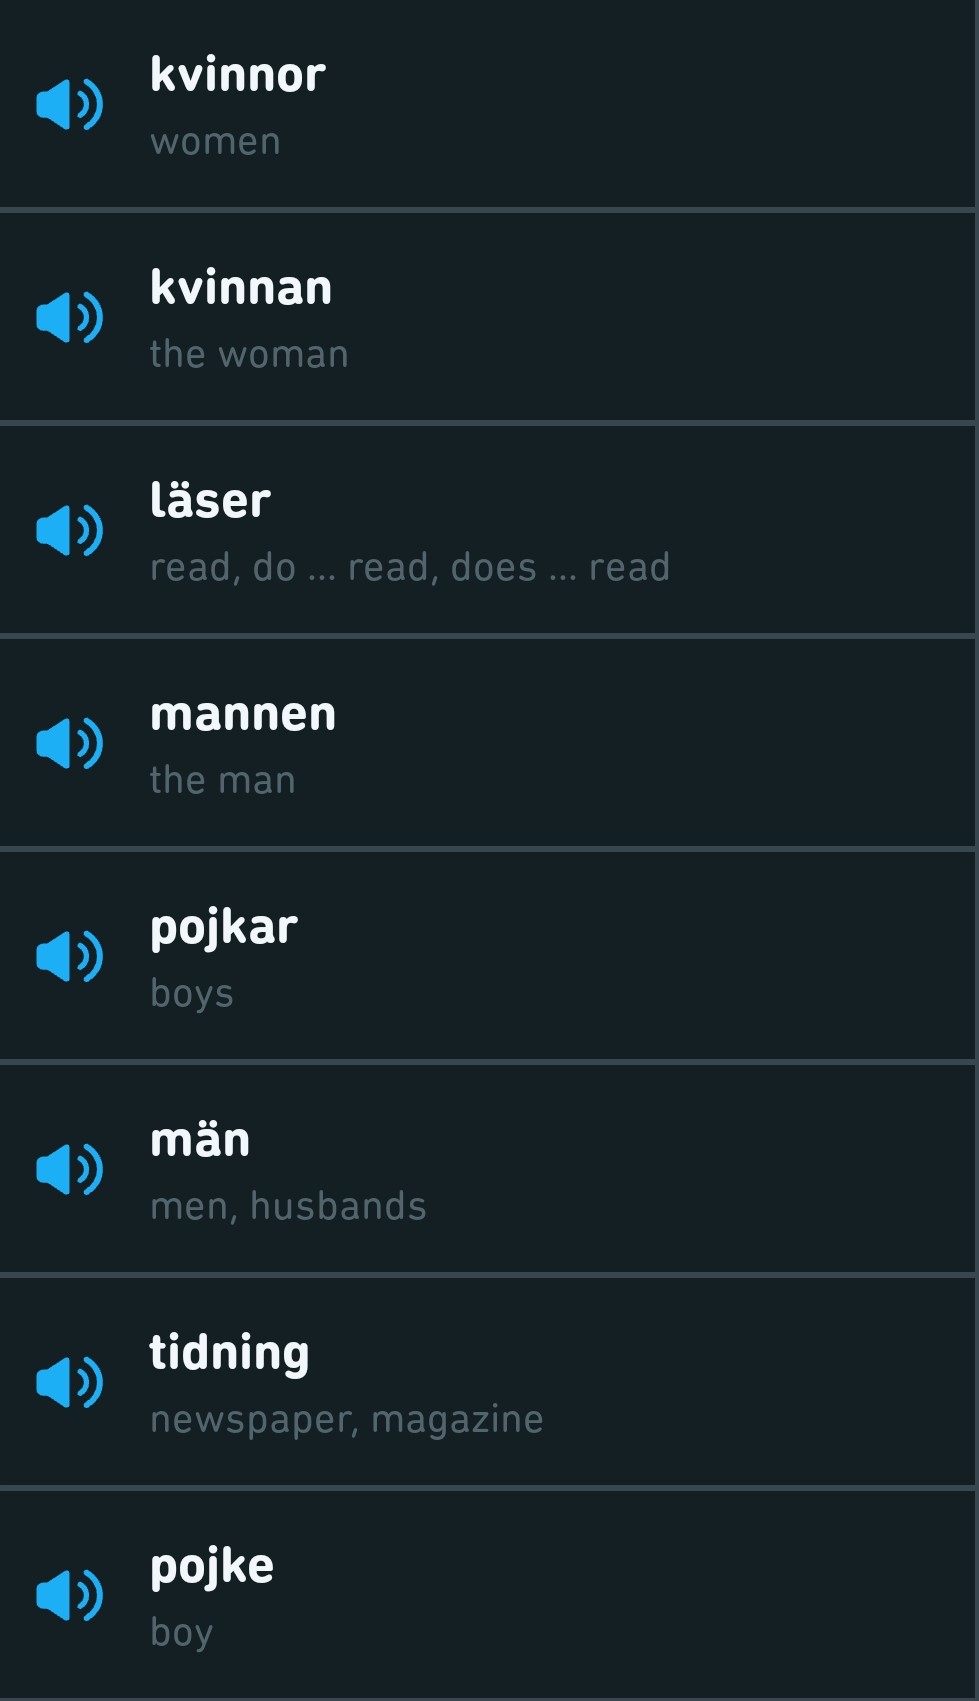 kvinnor
women
kvinnan
the woman
läser
read, do ... read, does ... read
mannen
the man
pojkar
boys
män
men, husbands
tidning
newspaper, magazine
pojke
boy